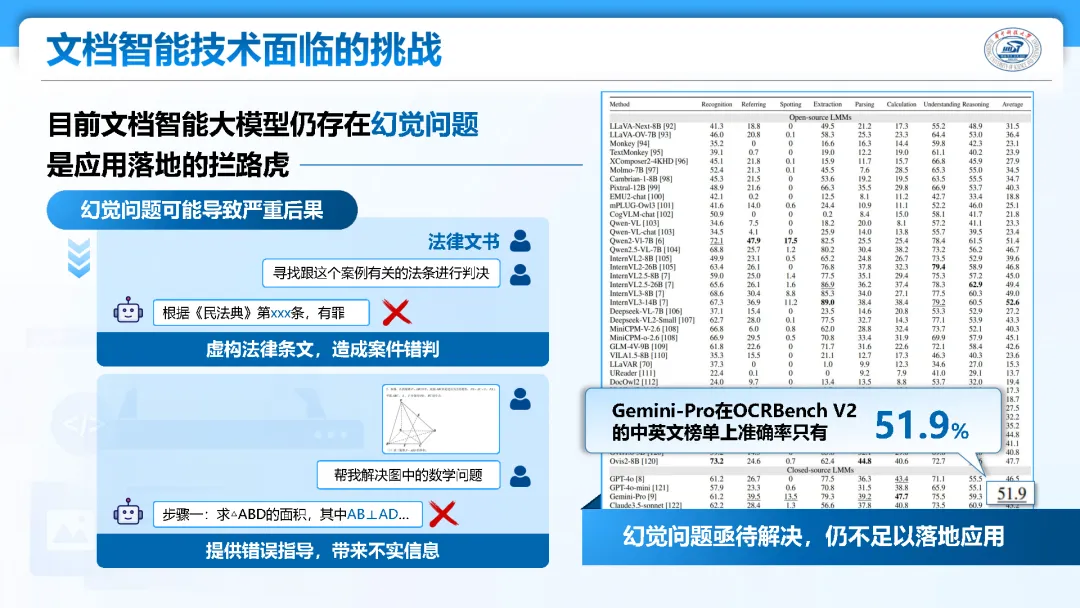 文档智能技术面临的挑战
目前文档智能大模型仍存在幻觉问题
是应用落地的拦路虎
幻觉问题可能导致严重后果
法律文书
寻找跟这个案例有关的法条进行判决
根据《民法典》第xxx条，有罪
虚构法律条文，造成案件错判
帮我解决图中的数学问题
步骤一：求△ABD的面积，其中AB⊥AD...
提供错误指导，带来不实信息
Method Recognition Referring Spotting Extraction Parsing Calculation Understanding Reasoning Average
Open-source LMMs
LLaVA-Next-8B [92] 41.3 18.8 0 49.5 21.2 17.3 55.2 48.9 31.5
LLaVA-OV-7B [93] 46.0 20.8 0.1 58.3 25.3 23.3 64.4 53.0 36.4
Monkey [94] 35.2 0 0 16.6 16.3 14.4 59.8 42.3 23.1
TextMonkey [95] 39.1 0.7 0 19.0 12.2 19.0 61.1 40.2 23.9
XComposer2-4KHD [96] 45.1 21.8 0.1 15.9 11.7 15.7 66.8 45.9 27.9
Molmo-7B [97] 52.4 21.3 0.1 45.5 7.6 28.5 65.3 55.0 34.5
Cambrian-1-8B [98] 45.3 21.5 0 53.6 19.2 19.5 63.5 55.5 34.7
Pixtral-12B [99] 48.9 21.6 0 66.3 35.5 29.8 66.9 53.7 40.3
EMU2-chat [100] 42.1 0.2 0 12.5 8.1 11.2 42.7 33.4 18.8
mPLUG-Owl3 [101] 41.6 14.0 0.6 24.4 10.9 11.1 52.2 46.0 25.1
CogVLM-chat [102] 50.9 0 0 0.2 8.4 15.0 58.1 41.7 21.8
Qwen-VL [103] 34.6 7.5 0 18.2 20.0 8.1 57.2 41.1 23.3
Qwen-VL-chat [103] 34.5 4.1 0 25.9 14.0 13.8 55.7 39.5 23.4
Qwen2-Vl-7B [6] 72.1 47.9 17.5 82.5 25.5 25.4 78.4 61.5 51.4
Qwen2.5-VL-7B [104] 68.8 25.7 1.2 80.2 30.4 38.2 73.2 56.2 46.7
InternVL2-8B [105] 49.9 23.1 0.5 65.2 24.8 26.7 73.5 52.9 39.6
InternVL2-26B [105] 63.4 26.1 0 76.8 37.8 32.3 79.4 58.9 46.8
InternVL2.5-8B [7] 59.0 25.0 1.4 77.5 35.1 29.4 75.3 57.2 45.0
InternVL2.5-26B [7] 65.6 26.1 1.6 86.9 36.2 37.4 78.3 62.9 49.4
InternVL3-8B [7] 68.6 30.4 8.8 85.3 34.0 27.1 77.5 60.3 49.0
InternVL3-14B [7] 67.3 36.9 11.2 89.0 38.4 38.4 79.2 60.5 52.6
Deepseek-VL-7B [106] 37.1 15.4 0 23.5 14.6 20.8 53.3 52.9 27.2
Deepseek-VL2-Small [107] 62.7 28.0 0.1 77.5 32.7 14.3 77.1 53.9 43.3
MiniCPM-V-2.6 [108] 66.8 6.0 0.8 62.0 28.8 32.4 73.7 52.1 40.3
MiniCPM-o-2.6 [108] 66.9 29.5 0.5 70.8 33.4 31.9 69.9 57.9 45.1
GLM-4V-9B [109] 61.8 22.6 0 71.7 31.6 22.6 72.1 58.4 42.6
VILA1.5-8B [110] 35.3 15.5 0 21.1 12.7 17.3 46.3 40.3 23.6
LLaVAR [70] 37.3 0 0 1.0 9.9 12.3 34.6 27.0 15.3
UReader [111] 22.4 0.1 0 0 9.2 7.9 41.0 29.1 13.7
DocOwl2 [112] 24.0 9.7 0 13.4 13.5 8.8 53.7 32.0 19.4
17.3
18.7
27.5
32.2
35.2
44.8
41.1
40.8
Ovis2-8B [120] 73.2 24.6 0.7 62.4 44.8 40.6 72.7 47.7
Closed-source LMMs
GPT-4o [8] 61.2 26.7 0 77.5 36.3 43.4 71.1 55.5 46.5
GPT-4o-mini [121] 57.9 23.3 0.6 70.8 31.5 38.8 65.9 55.1
Gemini-Pro [9] 61.2 39.5 13.5 79.3 39.2 47.7 75.5 59.3 51.9
Claude3.5-sonnet [122] 62.2 28.4 1.3 56.6 37.8 40.8 73.5 60.9
Gemini-Pro在OCRBench V2
的中英文榜单上准确率只有
51.9%
幻觉问题亟待解决，仍不足以落地应用